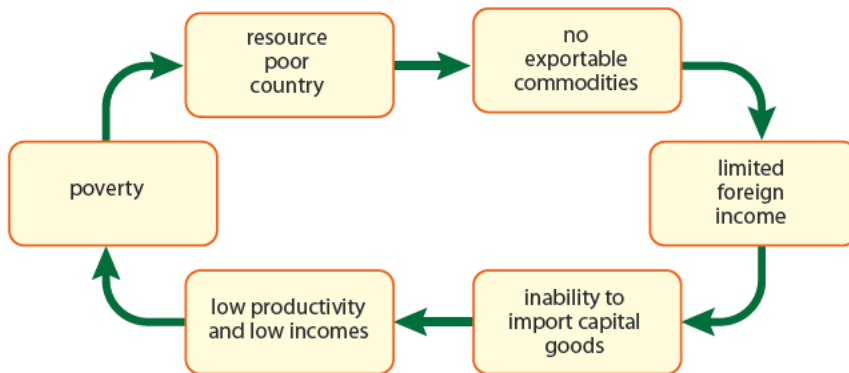 resource
poor
country
no
exportable
commodities
limited
foreign
income
inability to
import capital
goods
low productivity
and low incomes
poverty